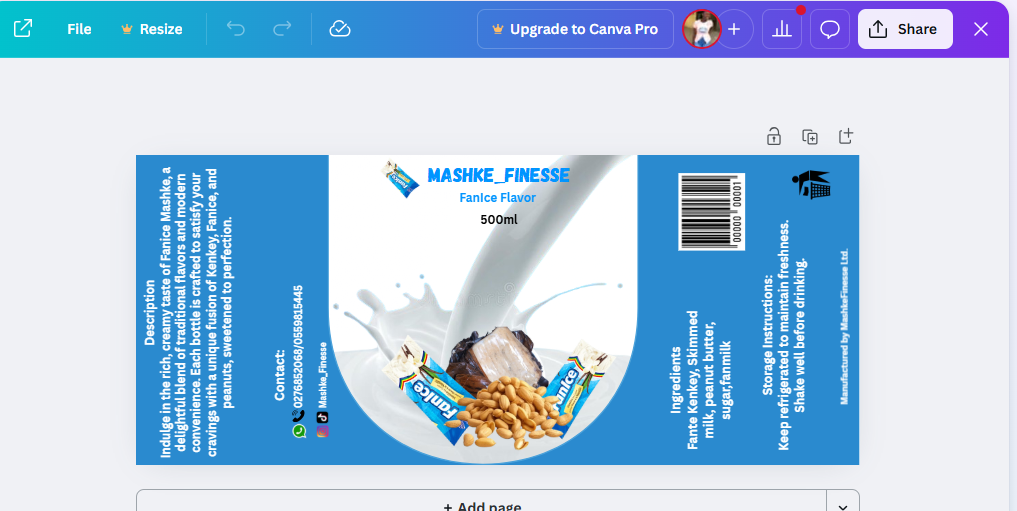 File
Resize
Upgrade to Canva Pro
Share
Description
Indulge in the rich, creamy taste of Fanice Mashke, a
delightful blend of traditional flavors and modern
convenience. Each bottle is crafted to satisfy your
cravings with a unique fusion of Kenkey, Fanice, and
peanuts, sweetened to perfection.
Contact:
0276852068/0559815445
Mashke_Finesse
MASHKE_FINESSE
FanIce Flavor
500ml
FanIce
FanIce
Ingredients
Fante Kenkey, Skimmed
milk, peanut butter,
sugar,fanmilk
00000 00001
Storage Instructions:
Keep refrigerated to maintain freshness.
Shake well before drinking.
Manufactured by MashkeFinesse Ltd.
+ Add page